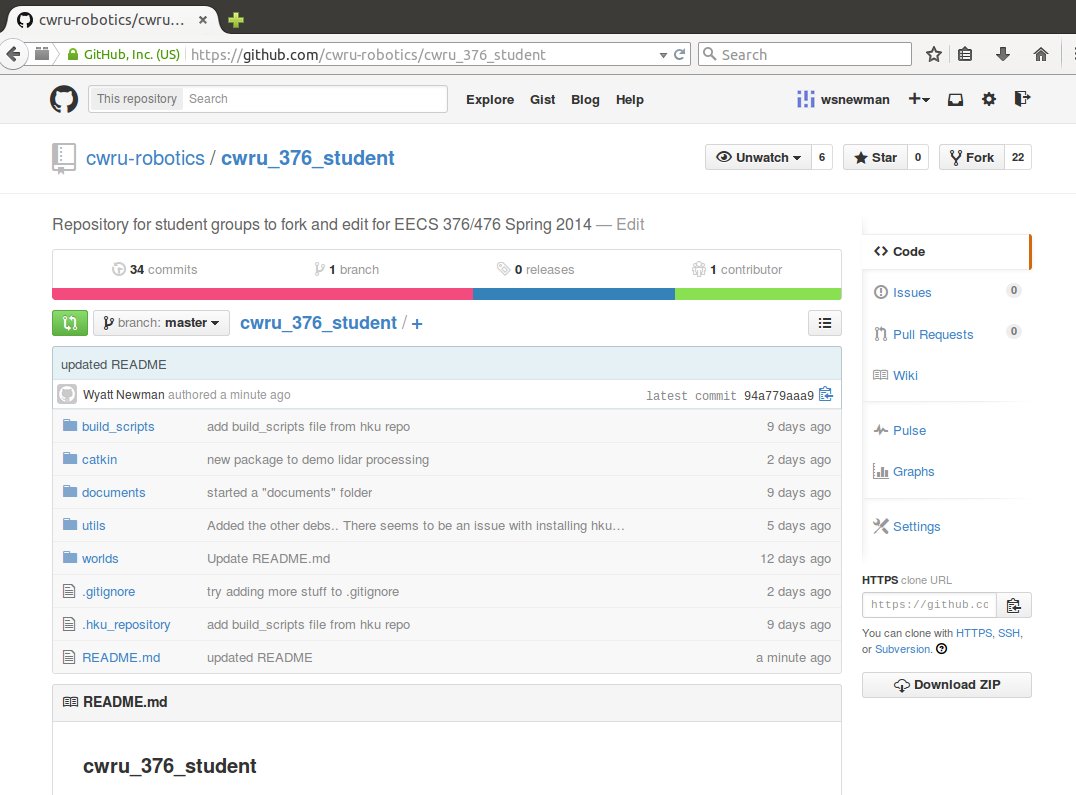 cwru-robotics/cwru... ×
GitHub, Inc. (US) https://github.com/cwru-robotics/cwru_376_student Search
This repository Search Explore Gist Blog Help wsnewman
cwru-robotics / cwru_376_student Unwatch 6 Star 0 Fork 22
Repository for student groups to fork and edit for EECS 376/476 Spring 2014 — Edit
34 commits 1 branch 0 releases 1 contributor
branch: master cwru_376_student / +
updated README
Wyatt Newman authored a minute ago latest commit 94a779aaa9
build_scripts add build_scripts file from hku repo 9 days ago
catkin new package to demo lidar processing 2 days ago
documents started a "documents" folder 9 days ago
utils Added the other debs.. There seems to be an issue with installing hku... 5 days ago
worlds Update README.md 12 days ago
.gitignore try adding more stuff to .gitignore 2 days ago
.hku_repository add build_scripts file from hku repo 9 days ago
README.md updated README a minute ago
README.md
cwru_376_student
Code
Issues 0
Pull Requests 0
Wiki
Pulse
Graphs
Settings
HTTPS clone URL
https://github.cc
You can clone with HTTPS, SSH,
or Subversion.
Download ZIP